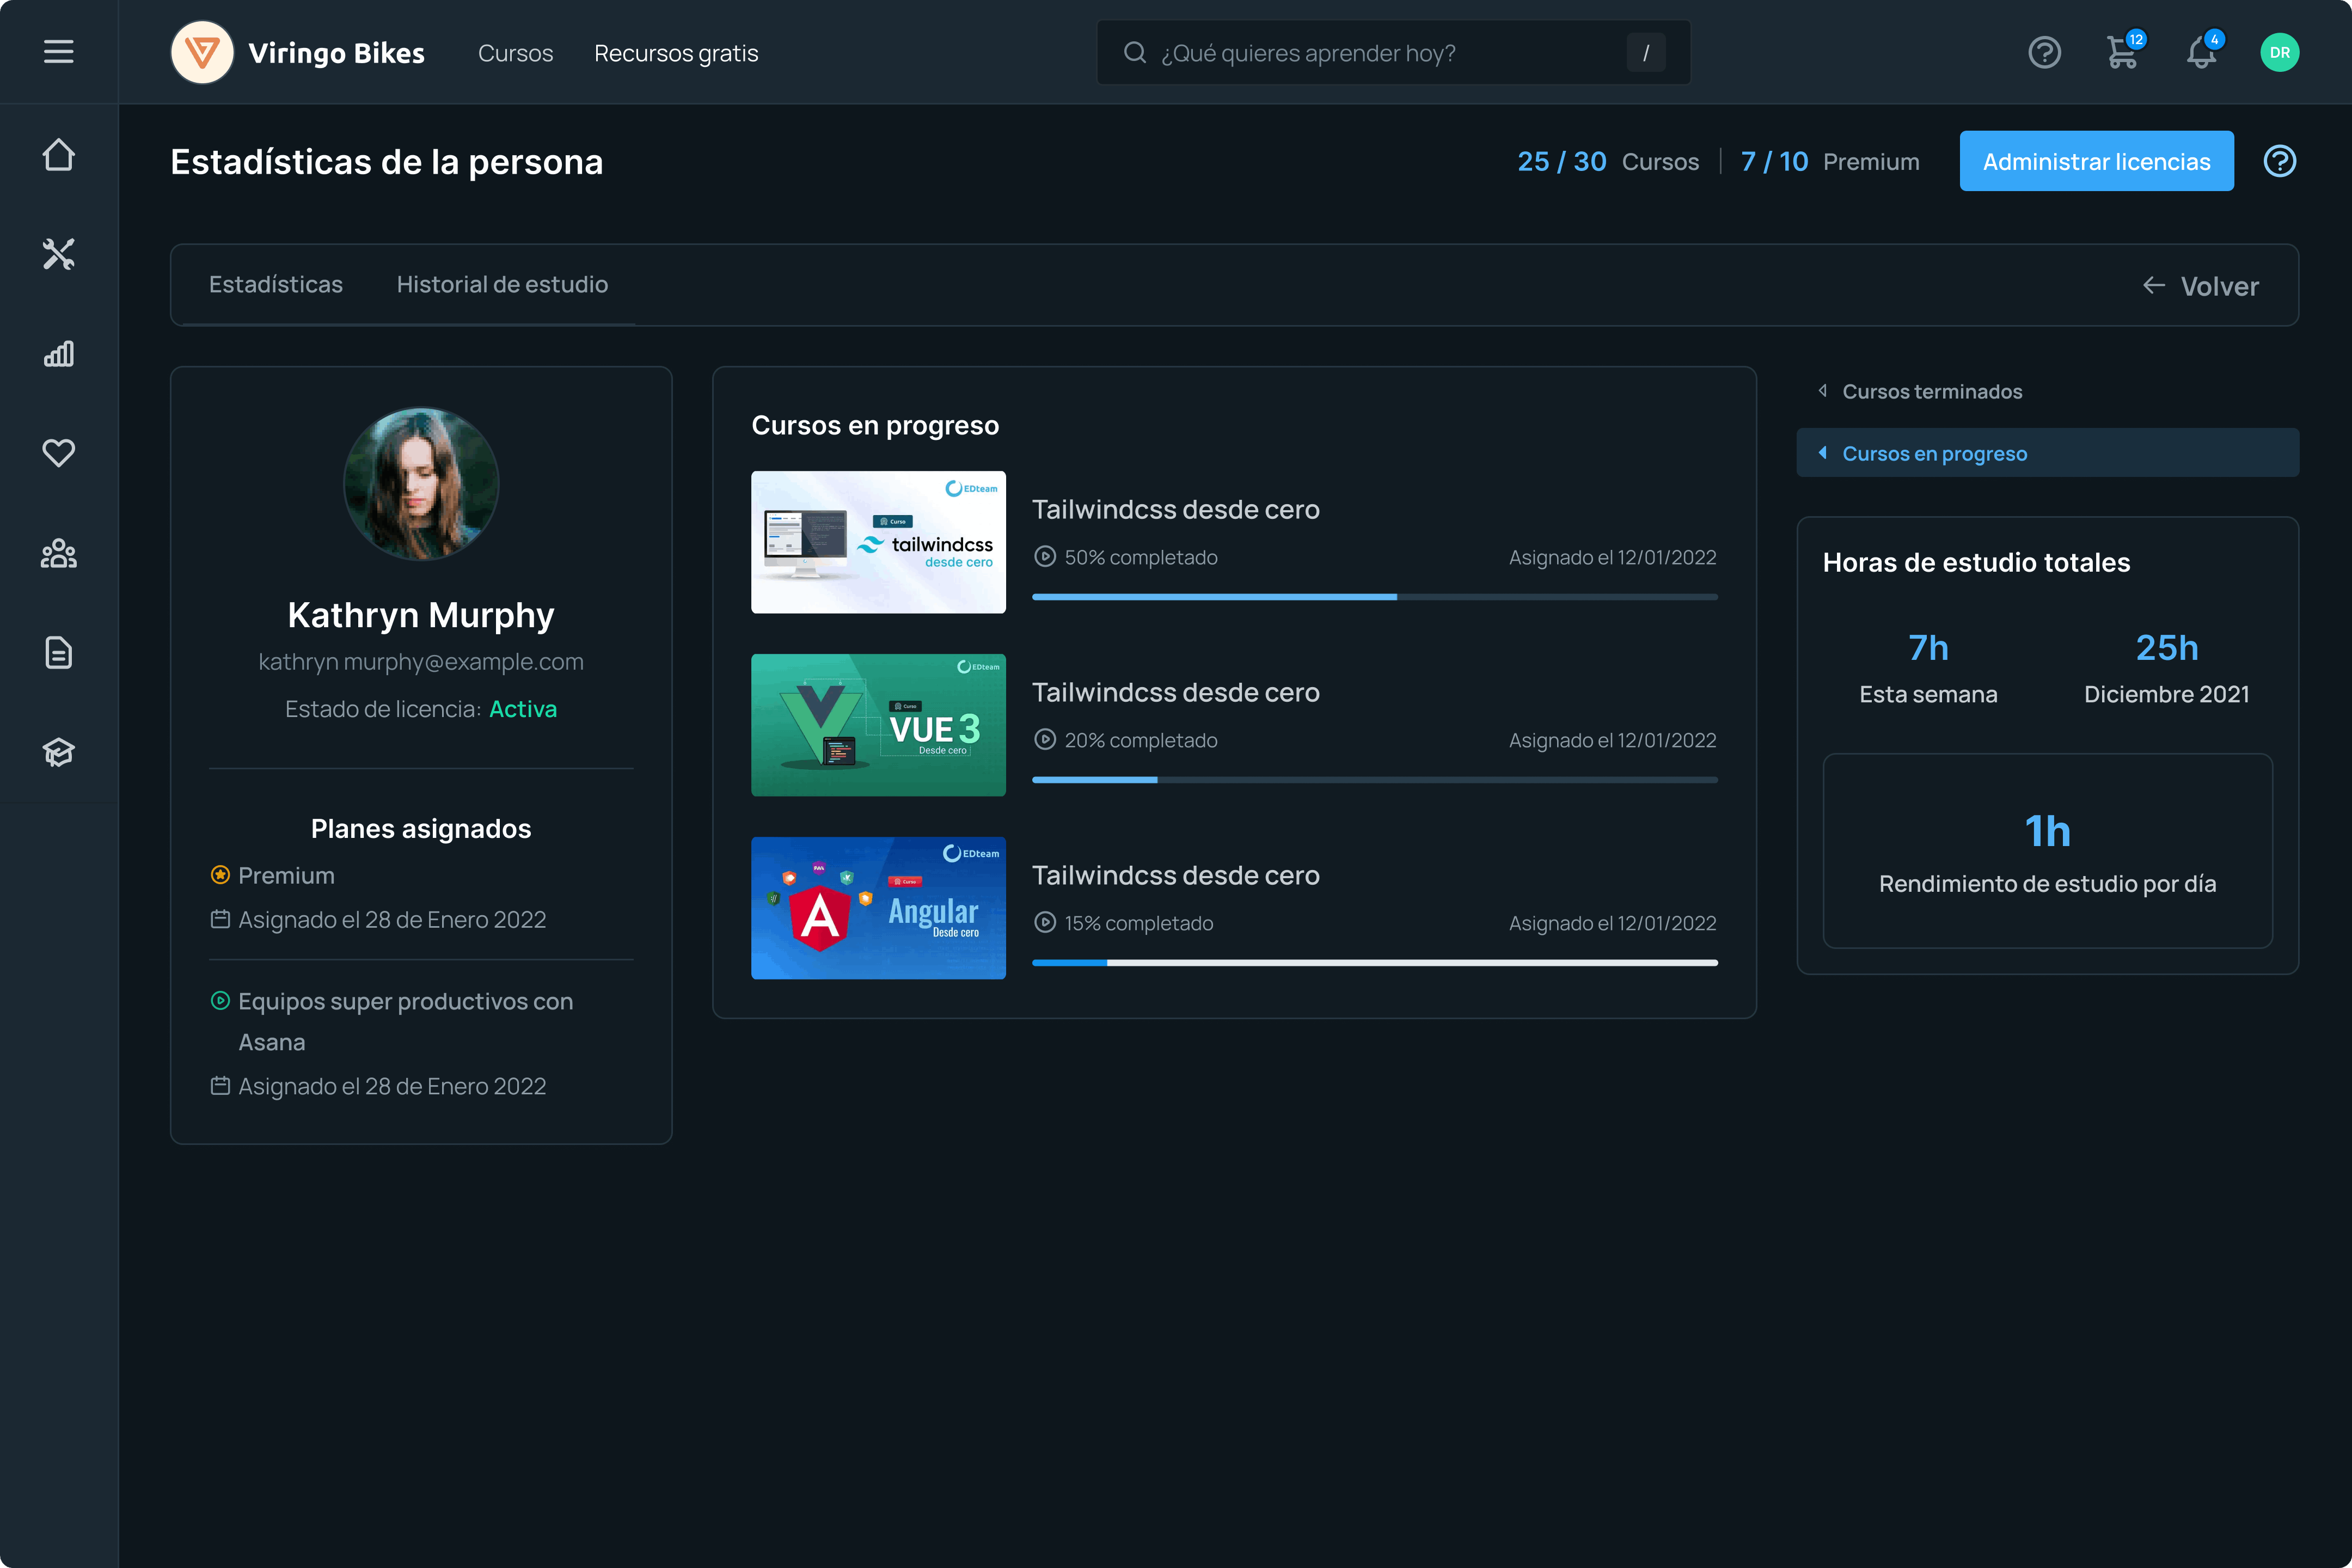 Viringo Bikes
Cursos
Recursos gratis
¿Qué quieres aprender hoy?
/
12
4
DR
Estadísticas de la persona
25 / 30 Cursos
7 / 10 Premium
Administrar licencias
Estadísticas
Historial de estudio
Volver
Kathryn Murphy
kathryn murphy@example.com
Estado de licencia: Activa
Planes asignados
Premium
Asignado el 28 de Enero 2022
Equipos super productivos con
Asana
Asignado el 28 de Enero 2022
Cursos en progreso
EDteam
Curso
tailwindcss
desde cero
Tailwindcss desde cero
50% completado
Asignado el 12/01/2022
EDteam
Curso
VUE 3
Desde cero
Tailwindcss desde cero
20% completado
Asignado el 12/01/2022
EDteam
Curso
Angular
Desde cero
Tailwindcss desde cero
15% completado
Asignado el 12/01/2022
Cursos terminados
Cursos en progreso
Horas de estudio totales
7h
Esta semana
25h
Diciembre 2021
1h
Rendimiento de estudio por día